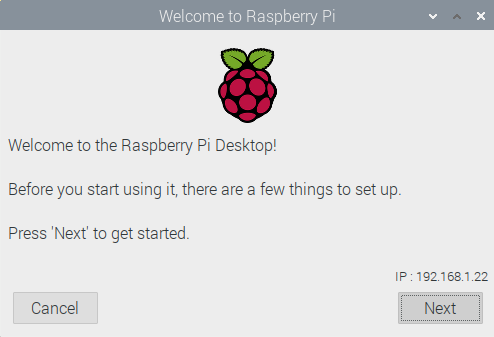 Welcome to Raspberry Pi
Welcome to the Raspberry Pi Desktop!
Before you start using it, there are a few things to set up.
Press 'Next' to get started.
IP : 192.168.1.22
Cancel
Next